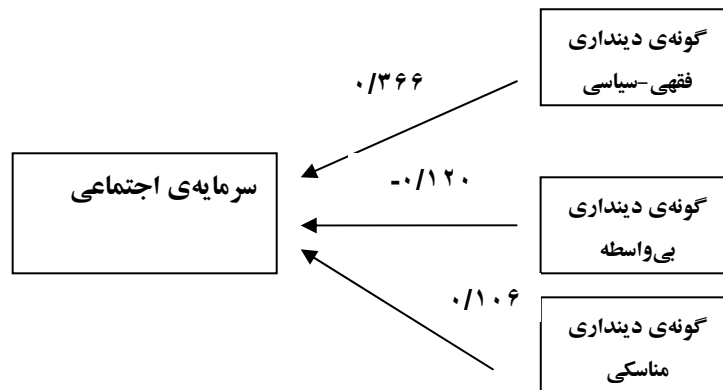 گونه‌ی دینداری
فقهی-سیاسی
۰/۳۶۶
سرمایه‌ی اجتماعی
-۰/۱۲۰
گونه‌ی دینداری
بی‌واسطه
۰/۱۰۶
گونه‌ی دینداری
مناسکی